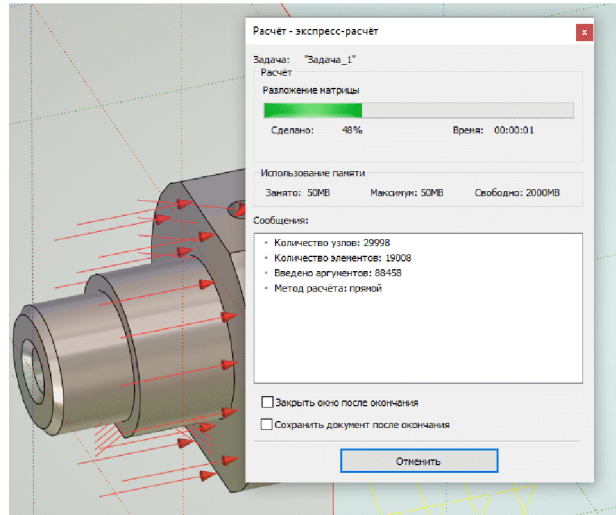 Расчёт - экспресс-расчёт
Задача: "Задача_1"
Расчёт
Разложение матрицы
Сделано: 48% Время: 00:00:01
Использование памяти
Занято: 50MB Максимум: 50MB Свободно: 2000MB
Сообщения:
• Количество узлов: 29998
• Количество элементов: 19008
• Введено аргументов: 88458
• Метод расчёта: прямой
Закрыть окно после окончания
Сохранить документ после окончания
Отменить